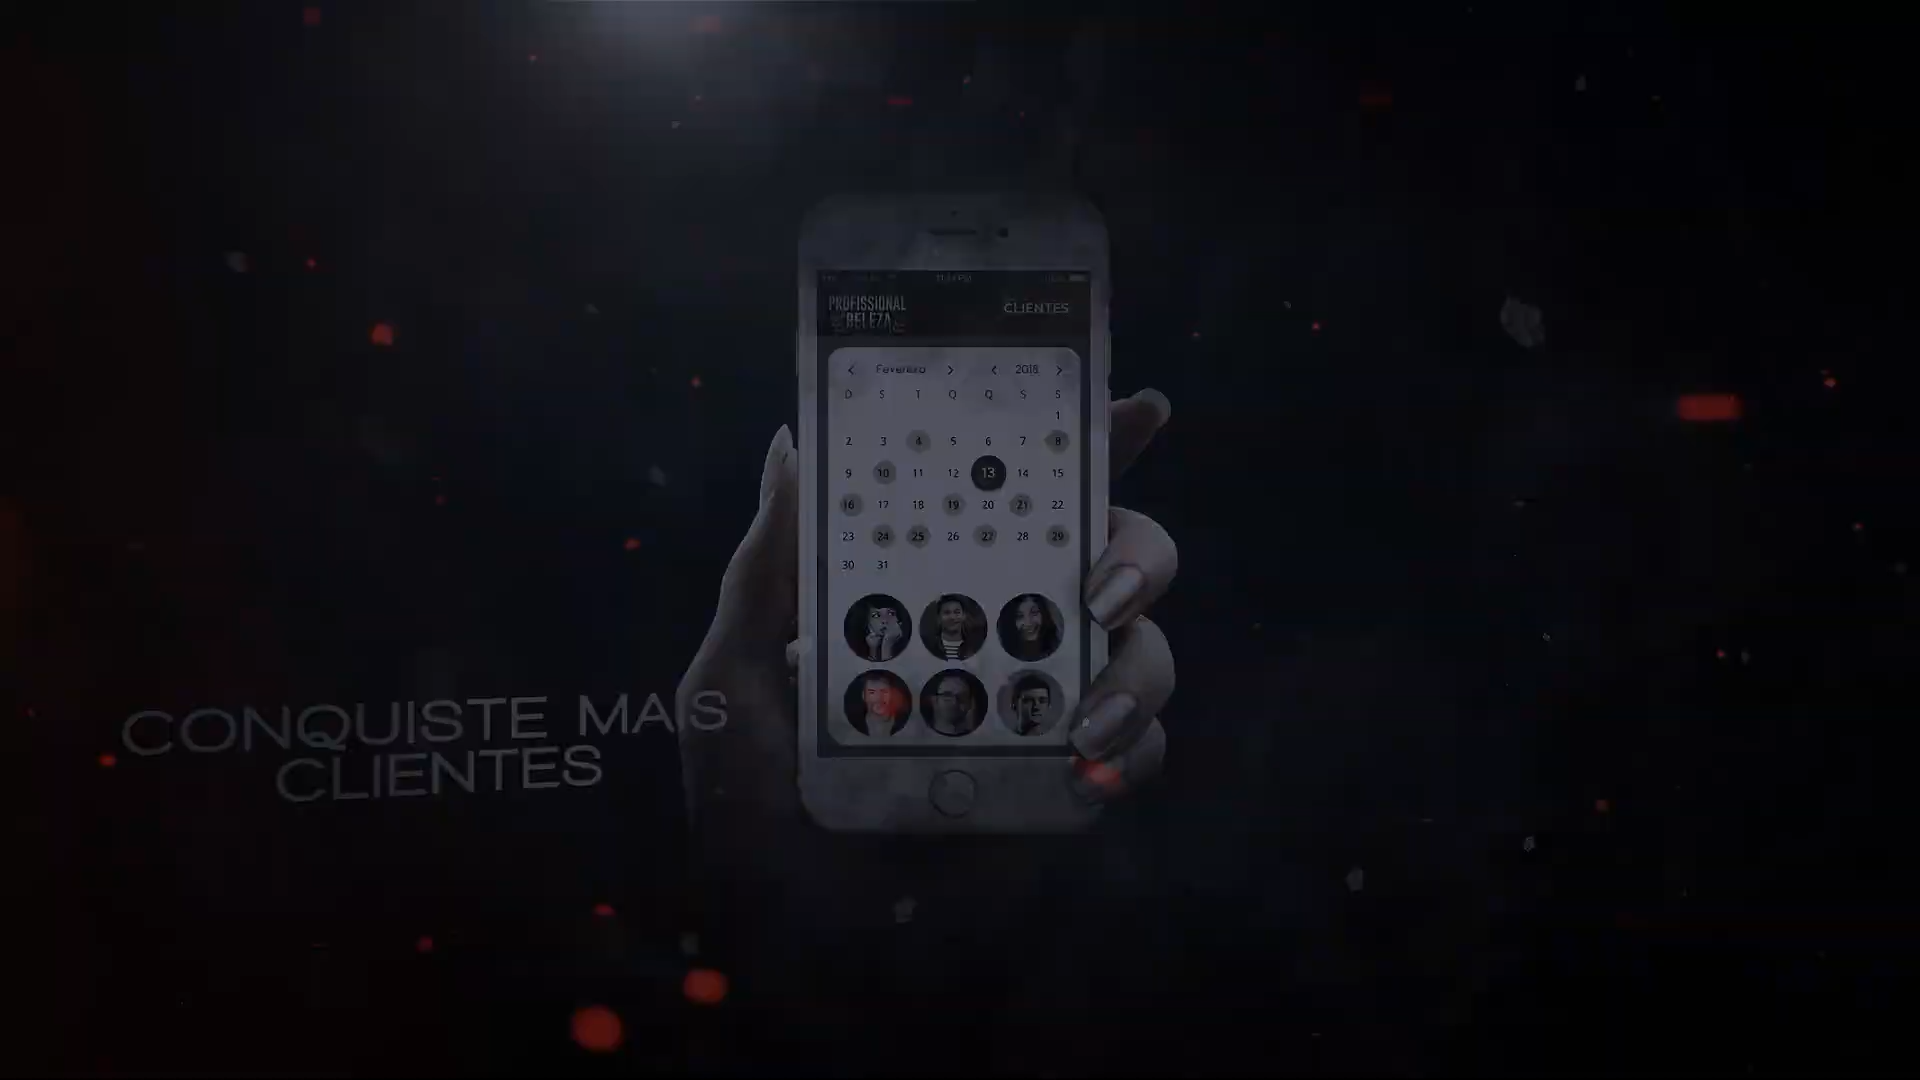 PROFISSIONAL
BELEZA
CLIENTES
Fevereiro 2018
D S T Q Q S S
1
2 3 4 5 6 7 8
9 10 11 12 13 14 15
16 17 18 19 20 21 22
23 24 25 26 27 28 29
30 31
CONQUISTE MAIS
CLIENTES